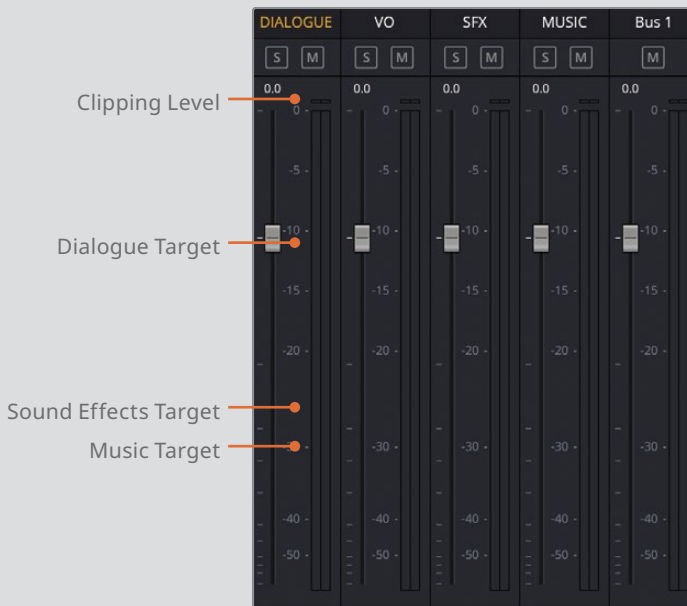 DIALOGUE VO SFX MUSIC Bus 1
S M S M S M S M M
0.0 0.0 0.0 0.0 0.0
Clipping Level
0 0 0 0 0
-5 -5 -5 -5 -5
-10 -10 -10 -10 -10
Dialogue Target
-15 -15 -15 -15 -15
-20 -20 -20 -20 -20
Sound Effects Target
Music Target
-30 -30 -30 -30 -30
-40 -40 -40 -40 -40
-50 -50 -50 -50 -50